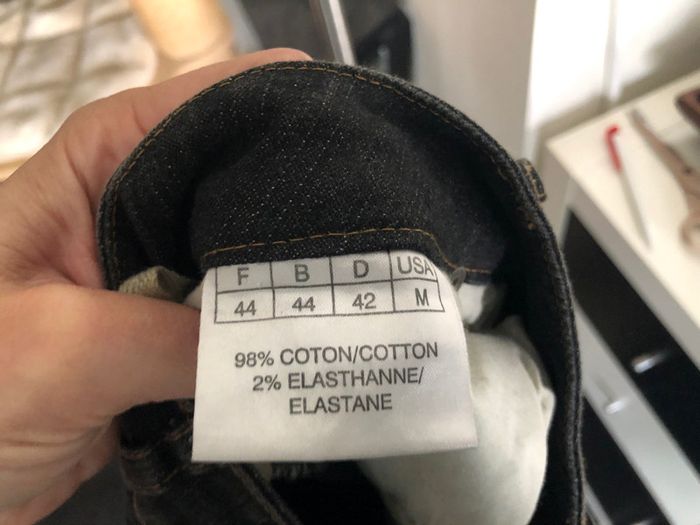 F B D USA
44 44 42 M
98% COTON/COTTON
2% ELASTHANNE/
ELASTANE